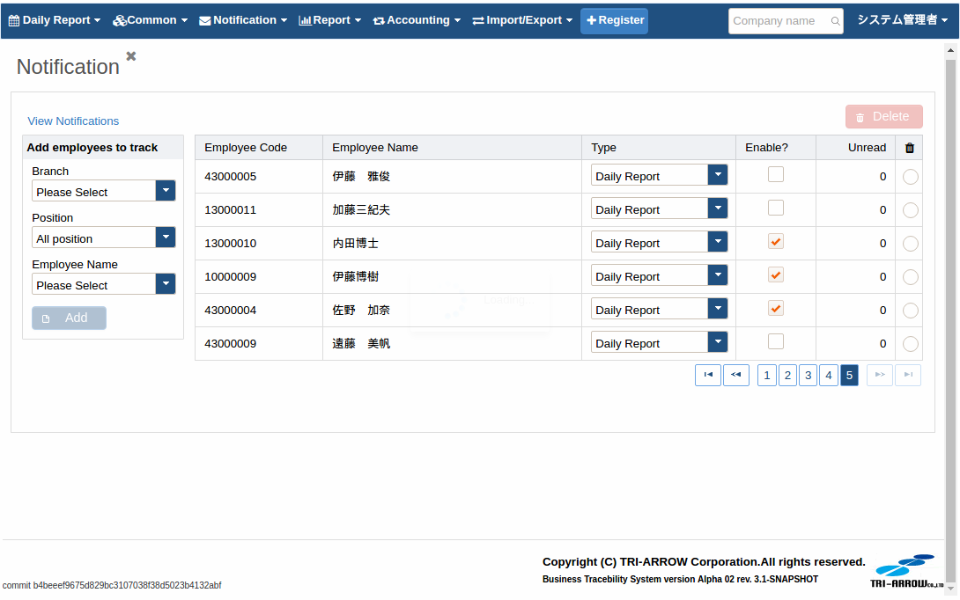 Daily Report Common Notification Report Accounting Import/Export Register Company name システム管理者
Notification
View Notifications
Delete
Add employees to track
Branch
Please Select
Position
All position
Employee Name
Please Select
Add
Employee Code Employee Name Type Enable? Unread
43000005 伊藤　雅俊 Daily Report 0
13000011 加藤三紀夫 Daily Report 0
13000010 内田博士 Daily Report 0
10000009 伊藤博樹 Daily Report 0
43000004 佐野　加奈 Daily Report 0
43000009 遠藤　美帆 Daily Report 0
1 2 3 4 5
Copyright (C) TRI-ARROW Corporation.All rights reserved.
Business Tracebility System version Alpha 02 rev. 3.1-SNAPSHOT
TRI-ARROW Co.,LTD
commit b4beeef9675d829bc3107038f38d5023b4132abf